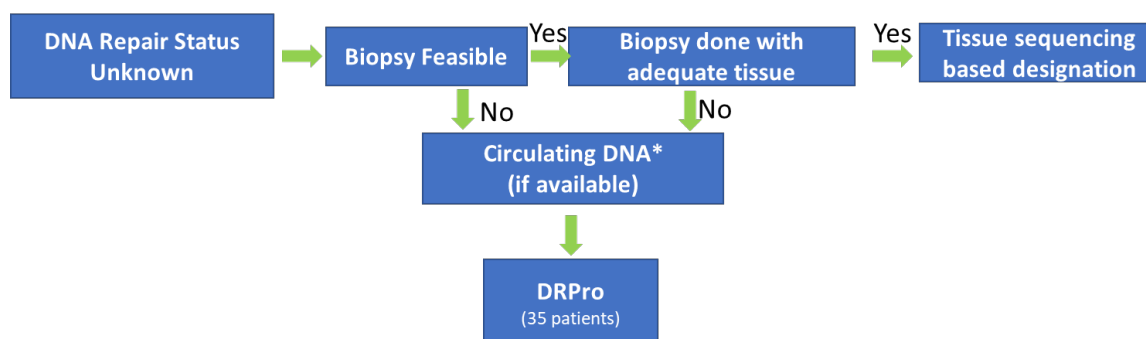 DNA Repair Status
Unknown
Biopsy Feasible
Yes
Biopsy done with
adequate tissue
Yes
Tissue sequencing
based designation
No
No
Circulating DNA*
(if available)
DRPro
(35 patients)